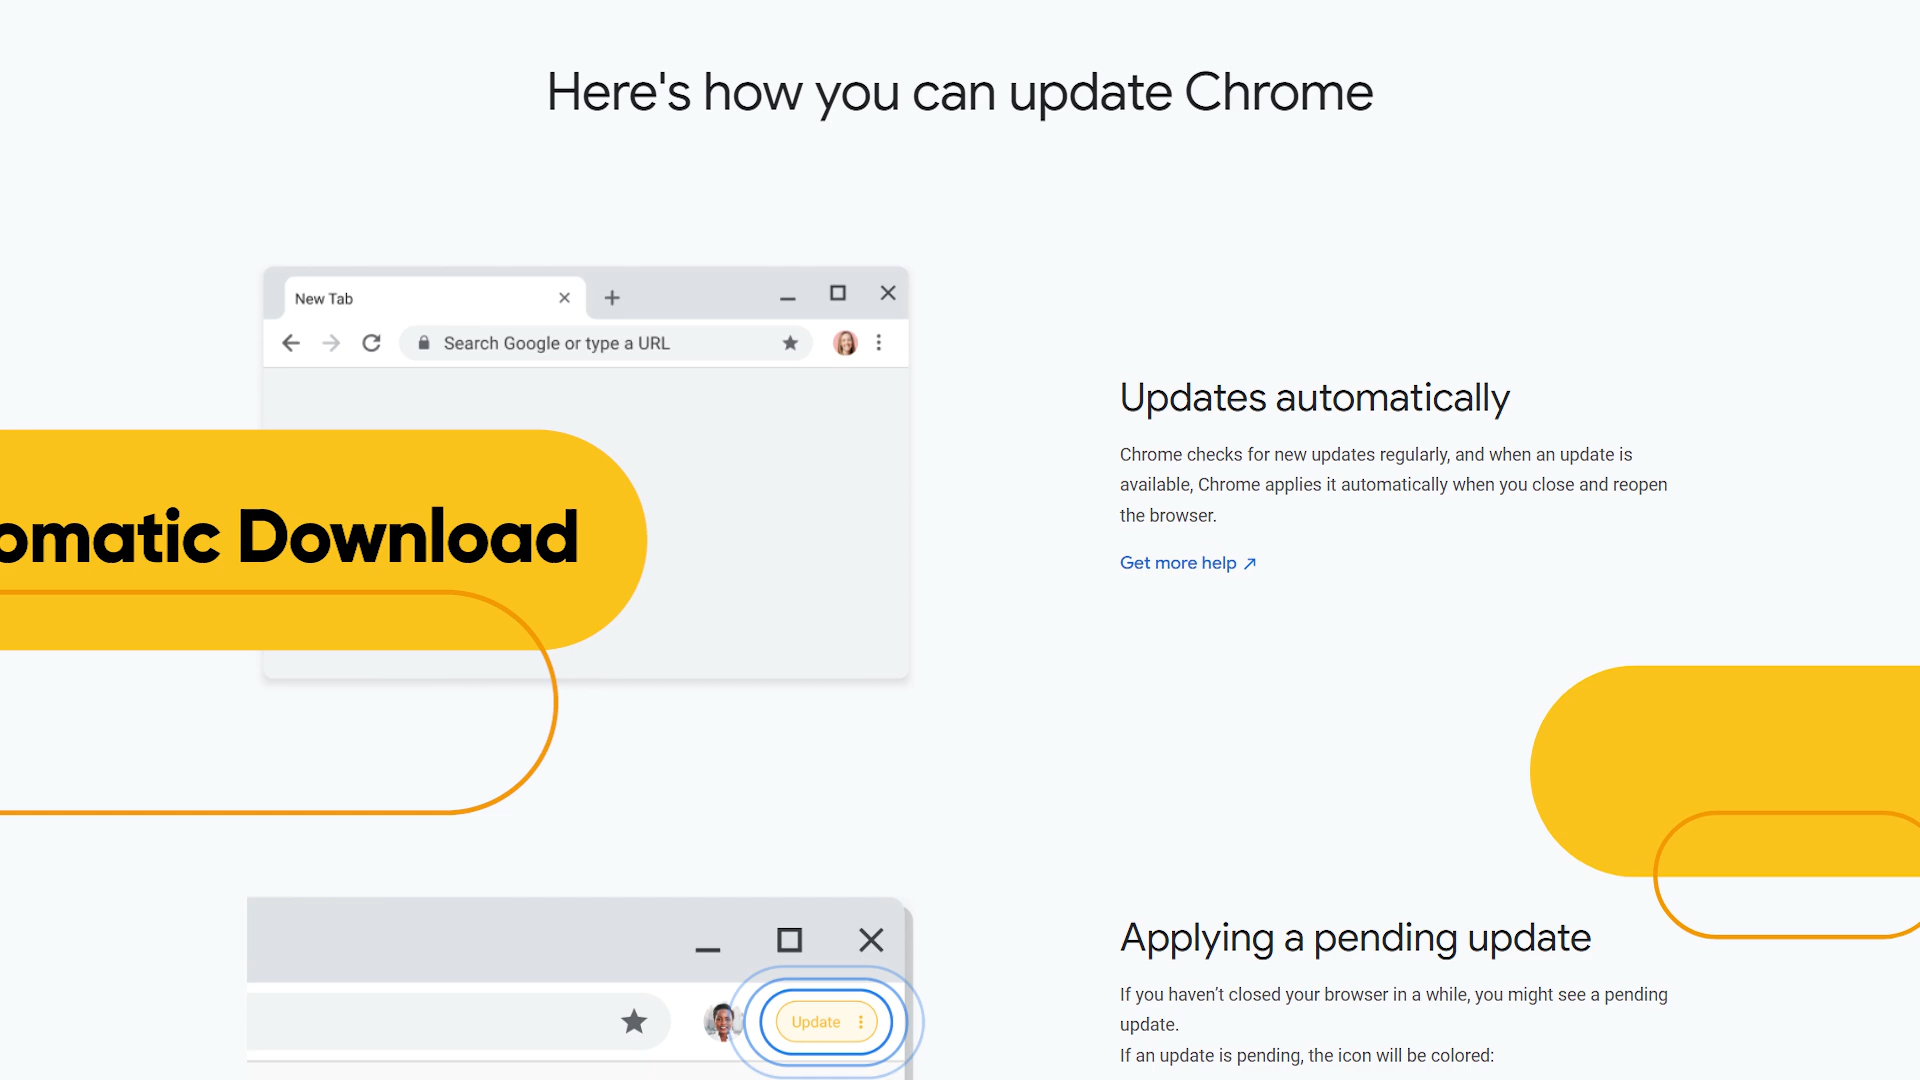 Here's how you can update Chrome
New Tab
Search Google or type a URL
Updates automatically
Chrome checks for new updates regularly, and when an update is
available, Chrome applies it automatically when you close and reopen
the browser.
Get more help
omatic Download
Applying a pending update
If you haven’t closed your browser in a while, you might see a pending
update.
If an update is pending, the icon will be colored:
Update